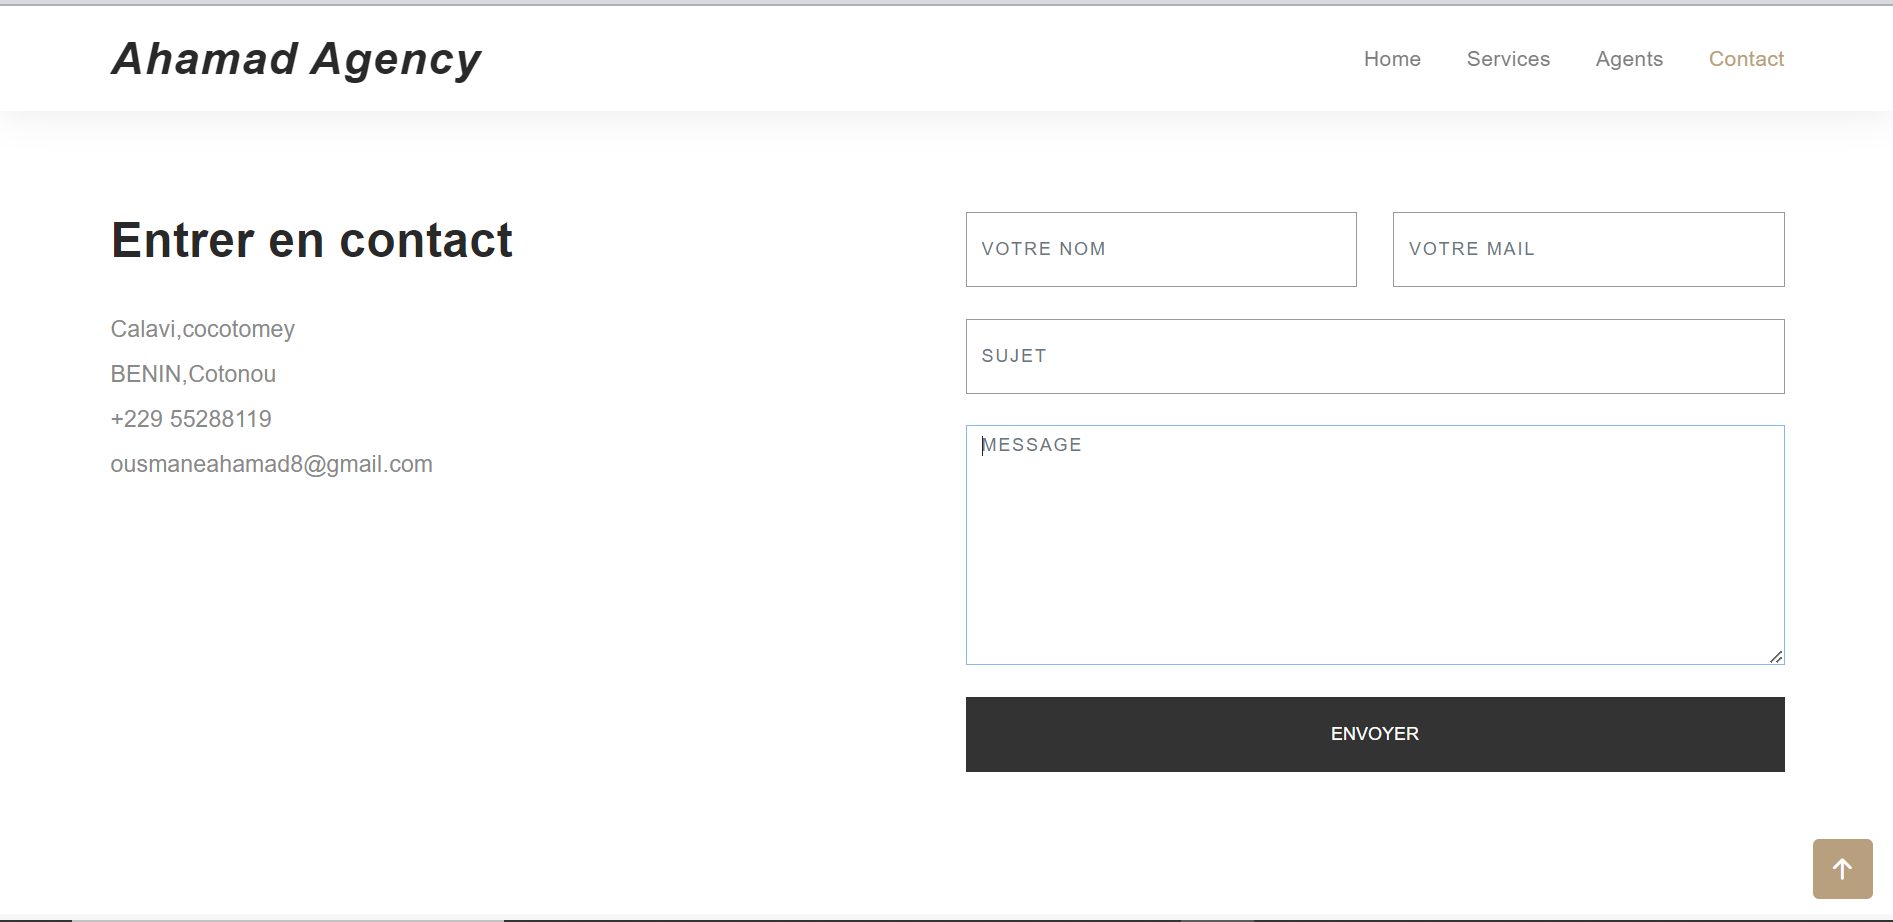 Ahamad Agency
Home Services Agents Contact
Entrer en contact
Calavi,cocotomey
BENIN,Cotonou
+229 55288119
ousmaneahamad8@gmail.com
VOTRE NOM
VOTRE MAIL
SUJET
MESSAGE
ENVOYER